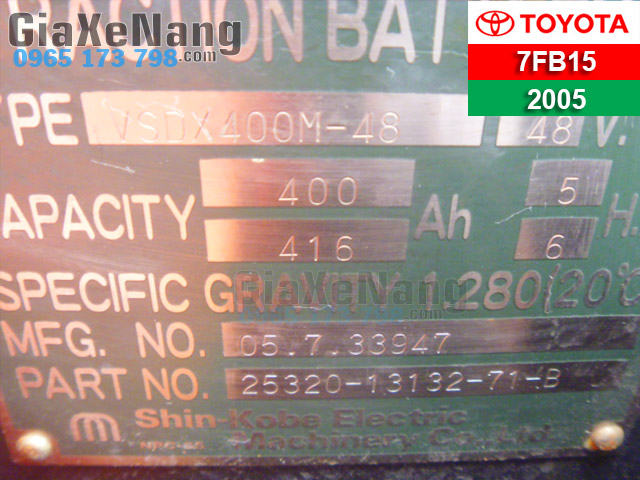 GiaXeNang
0965 173 798.com
TOYOTA
7FB15
2005
RACTION BAT
YPE VSDX400M-48 48 V.
CAPACITY 400 Ah 5 H.
416 6
SPECIFIC GRAVITY 1.280(20℃
GiaXeNang
.com
MFG. NO. 05.7.33947
PART NO. 25320-13132-71-B
Shin-Kobe Electric
Machinery Co., Ltd.